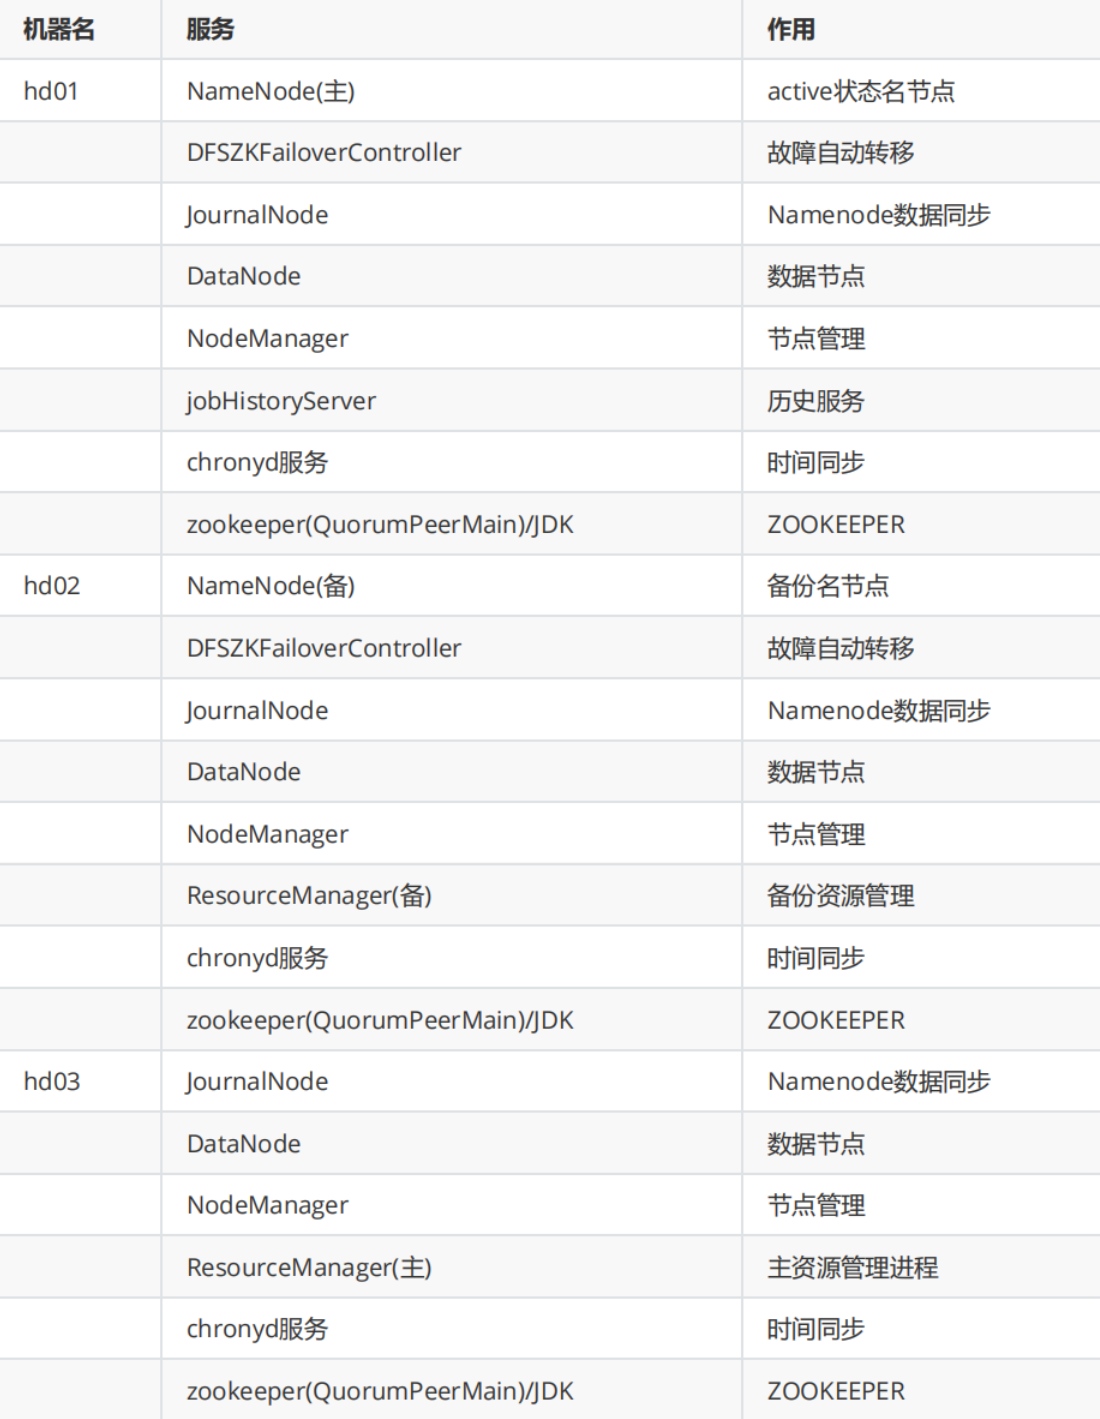 机器名 服务 作用
hd01 NameNode(主) active状态名节点
DFSZKFailoverController 故障自动转移
JournalNode Namenode数据同步
DataNode 数据节点
NodeManager 节点管理
jobHistoryServer 历史服务
chronyd服务 时间同步
zookeeper(QuorumPeerMain)/JDK ZOOKEEPER
hd02 NameNode(备) 备份名节点
DFSZKFailoverController 故障自动转移
JournalNode Namenode数据同步
DataNode 数据节点
NodeManager 节点管理
ResourceManager(备) 备份资源管理
chronyd服务 时间同步
zookeeper(QuorumPeerMain)/JDK ZOOKEEPER
hd03 JournalNode Namenode数据同步
DataNode 数据节点
NodeManager 节点管理
ResourceManager(主) 主资源管理进程
chronyd服务 时间同步
zookeeper(QuorumPeerMain)/JDK ZOOKEEPER